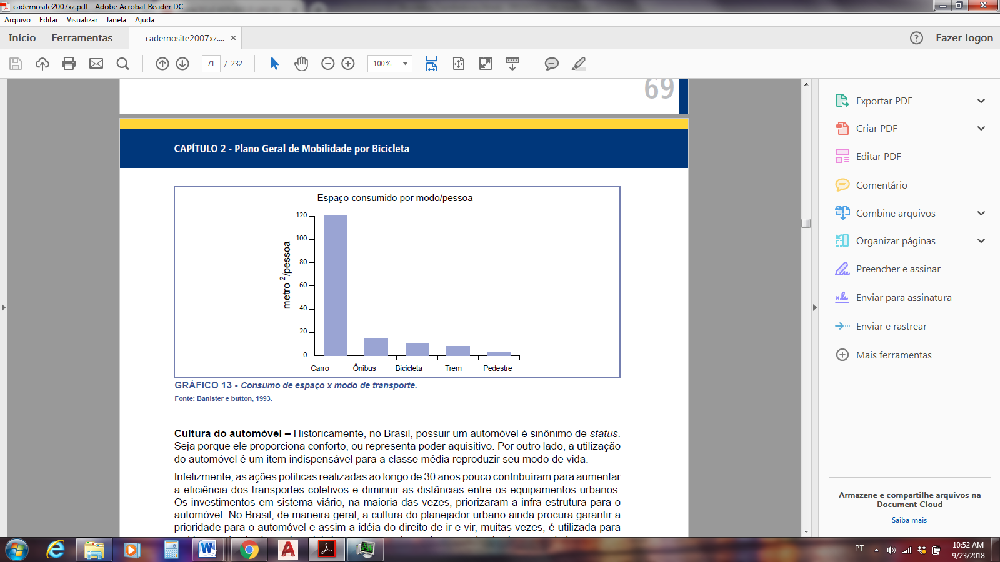 cadernosite2007xz.pdf - Adobe Acrobat Reader DC
Arquivo Editar Visualizar Janela Ajuda
Início Ferramentas cadernosite2007xz.... × Fazer logon
71 / 232 100%
69
CAPÍTULO 2 - Plano Geral de Mobilidade por Bicicleta
Espaço consumido por modo/pessoa
metro ²/pessoa
120
100
80
60
40
20
0
Carro Ônibus Bicicleta Trem Pedestre
GRÁFICO 13 - Consumo de espaço x modo de transporte.
Fonte: Banister e button, 1993.
Cultura do automóvel – Historicamente, no Brasil, possuir um automóvel é sinônimo de status.
Seja porque ele proporciona conforto, ou representa poder aquisitivo. Por outro lado, a utilização
do automóvel é um item indispensável para a classe média reproduzir seu modo de vida.
Infelizmente, as ações políticas realizadas ao longo de 30 anos pouco contribuíram para aumentar
a eficiência dos transportes coletivos e diminuir as distâncias entre os equipamentos urbanos.
Os investimentos em sistema viário, na maioria das vezes, priorizaram a infra-estrutura para o
automóvel. No Brasil, de maneira geral, a cultura do planejador urbano ainda procura garantir a
prioridade para o automóvel e assim a idéia do direito de ir e vir, muitas vezes, é utilizada para
Exportar PDF
Criar PDF
Editar PDF
Comentário
Combine arquivos
Organizar páginas
Preencher e assinar
Enviar para assinatura
Enviar e rastrear
Mais ferramentas
Armazene e compartilhe arquivos na
Document Cloud
Saiba mais
PT
10:52 AM
9/23/2018